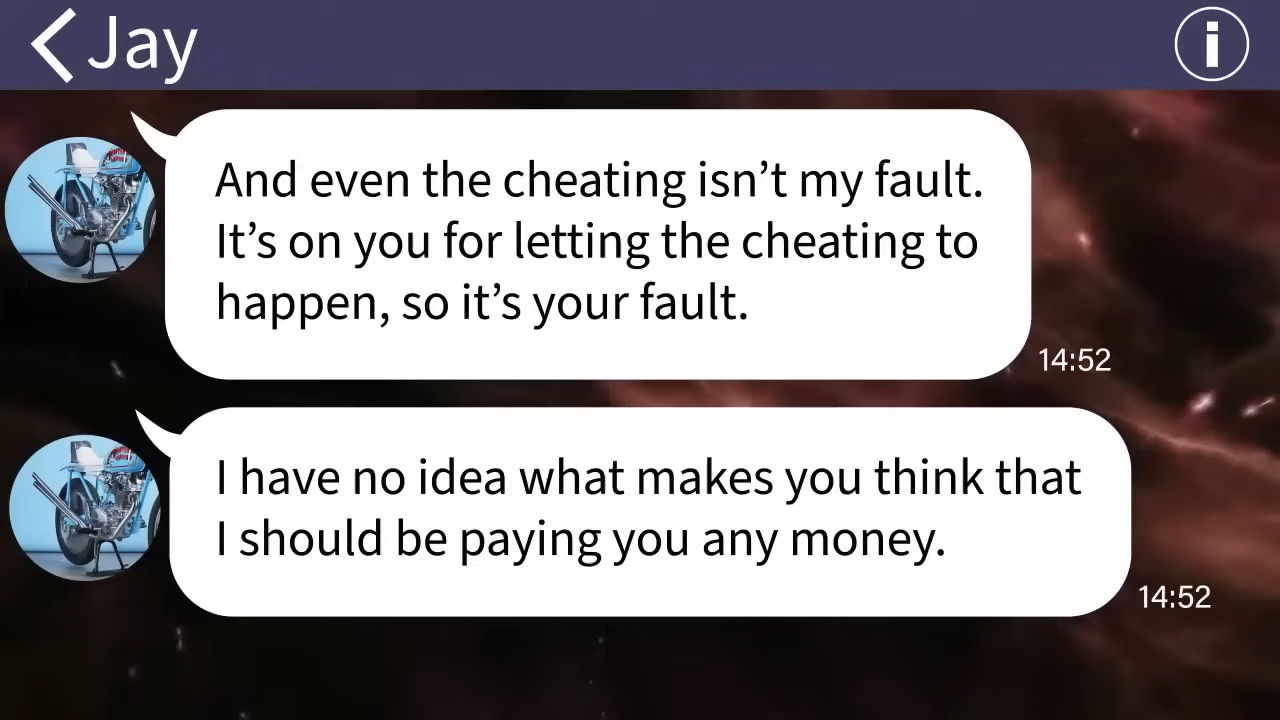 Jay
And even the cheating isn’t my fault.
It’s on you for letting the cheating to
happen, so it’s your fault.
14:52
I have no idea what makes you think that
I should be paying you any money.
14:52